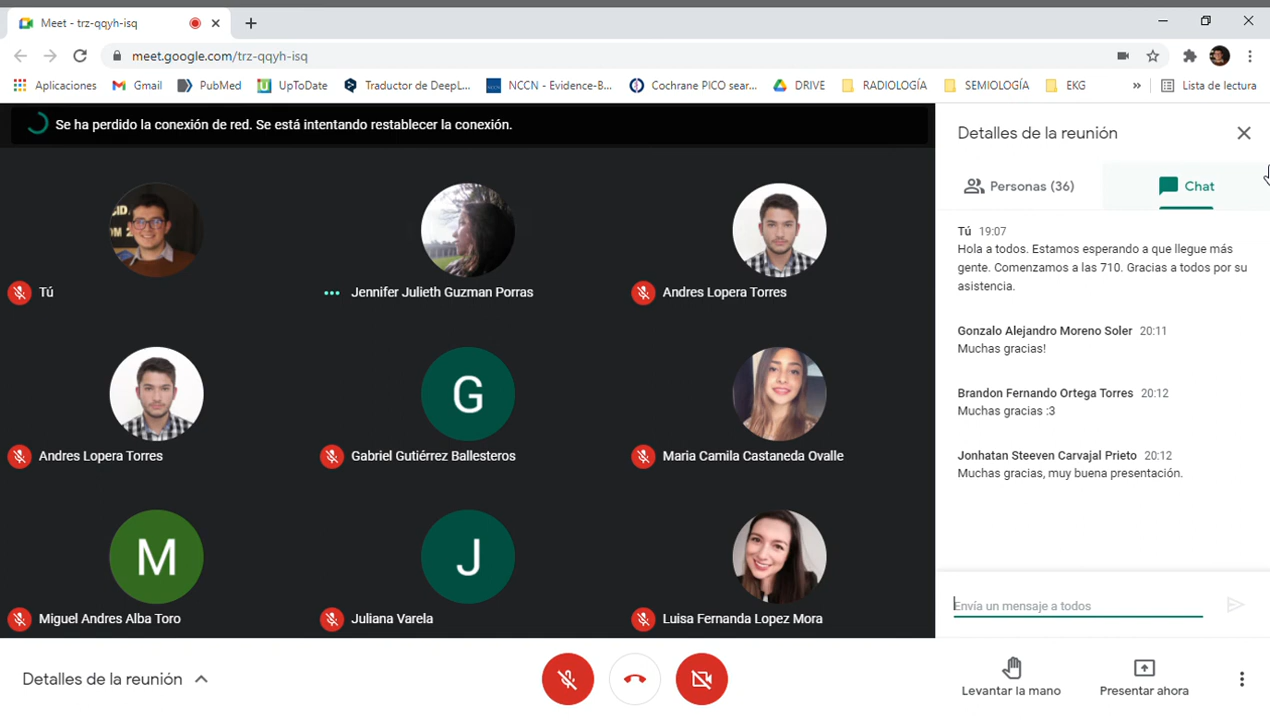 Meet - trz-qqyh-isq
meet.google.com/trz-qqyh-isq
Aplicaciones
Gmail
PubMed
UpToDate
Traductor de DeepL...
NCCN - Evidence-B...
Cochrane PICO sear...
DRIVE
RADIOLOGÍA
SEMIOLOGÍA
EKG
»
Lista de lectura
Se ha perdido la conexión de red. Se está intentando restablecer la conexión.
Tú
Jennifer Julieth Guzman Porras
Andres Lopera Torres
Andres Lopera Torres
G
Gabriel Gutiérrez Ballesteros
Maria Camila Castaneda Ovalle
M
Miguel Andres Alba Toro
J
Juliana Varela
Luisa Fernanda Lopez Mora
Detalles de la reunión
Personas (36)
Chat
Tú 19:07
Hola a todos. Estamos esperando a que llegue más
gente. Comenzamos a las 710. Gracias a todos por su
asistencia.
Gonzalo Alejandro Moreno Soler 20:11
Muchas gracias!
Brandon Fernando Ortega Torres 20:12
Muchas gracias :3
Jonhatan Steeven Carvajal Prieto 20:12
Muchas gracias, muy buena presentación.
Envía un mensaje a todos
Detalles de la reunión
Levantar la mano
Presentar ahora